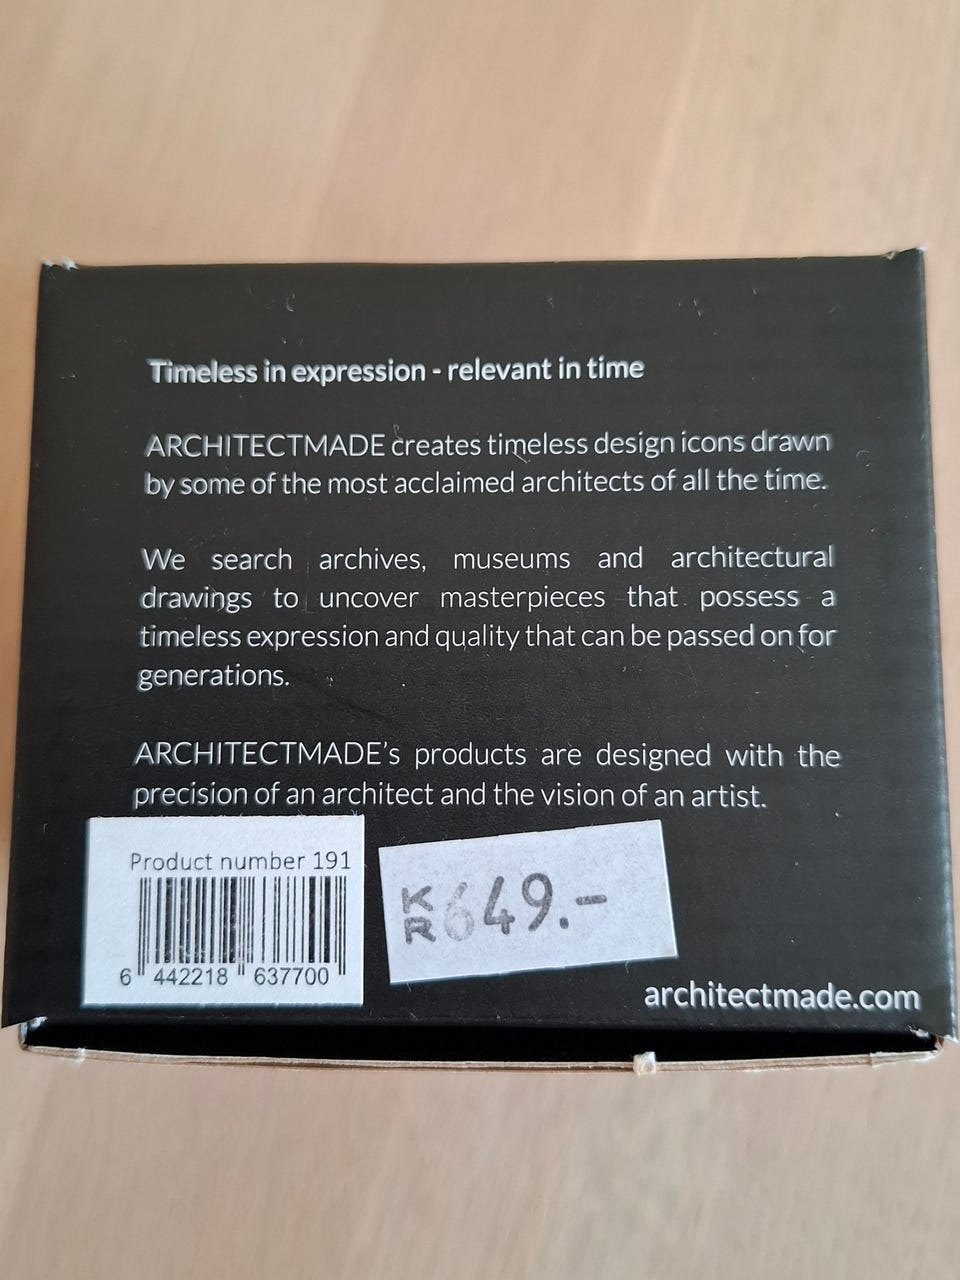 Timeless in expression - relevant in time
ARCHITECTMADE creates timeless design icons drawn
by some of the most acclaimed architects of all the time.
We search archives, museums and architectural
drawings to uncover masterpieces that possess a
timeless expression and quality that can be passed on for
generations.
ARCHITECTMADE's products are designed with the
precision of an architect and the vision of an artist.
Product number 191
6 442218 637700
KR 649.-
architectmade.com